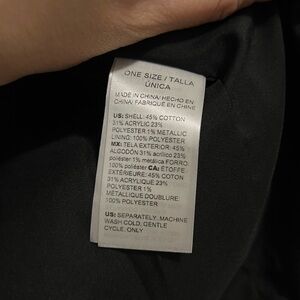 ONE SIZE / TALLA
ÚNICA
MADE IN CHINA/ HECHO EN
CHINA/ FABRIQUÉ EN CHINE
US: SHELL: 45% COTTON
31% ACRYLIC 23%
POLYESTER 1% METALLIC
LINING: 100% POLYESTER
MX: TELA EXTERIOR: 45%
ALGODÓN 31% acrílico 23%
poliéster 1% metálica FORRO:
100% poliéster CA: ÉTOFFE
EXTÉRIEURE: 45% COTON
31% ACRYLIQUE 23%
POLYESTER 1%
MÉTALLIQUE DOUBLURE
100% POLYESTER
US: SEPARATELY, MACHINE
WASH COLD, GENTLE
CYCLE, ONLY